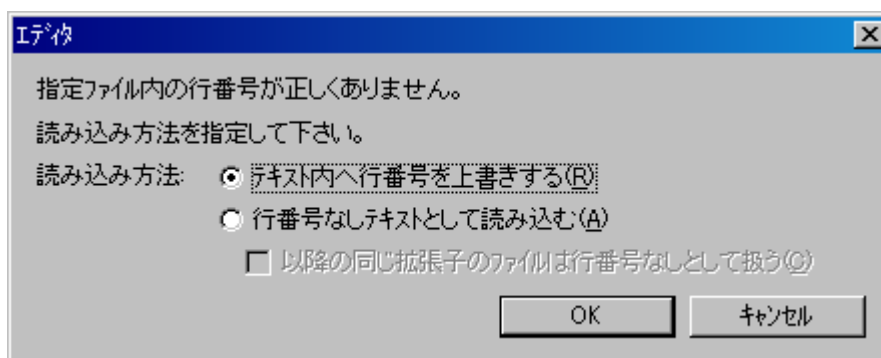 ｴﾃﾞｨﾀ
指定ﾌｧｲﾙ内の行番号が正しくありません。
読み込み方法を指定して下さい。
読み込み方法: ﾃｷｽﾄ内へ行番号を上書きする(R)
行番号なしﾃｷｽﾄとして読み込む(A)
以降の同じ拡張子のﾌｧｲﾙは行番号なしとして扱う(C)
OK ｷｬﾝｾﾙ